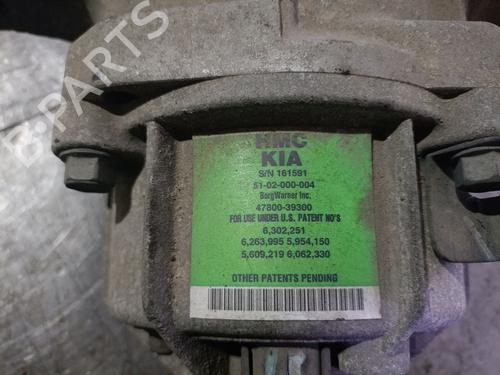 B-PARTS
HMC
KIA
S/N 161591
51-02-000-004
BorgWarner Inc.
47800-39300
FOR USE UNDER U.S. PATENT NO'S
6,302,251
6,263,995 5,954,150
5,609,219 6,062,330
OTHER PATENTS PENDING